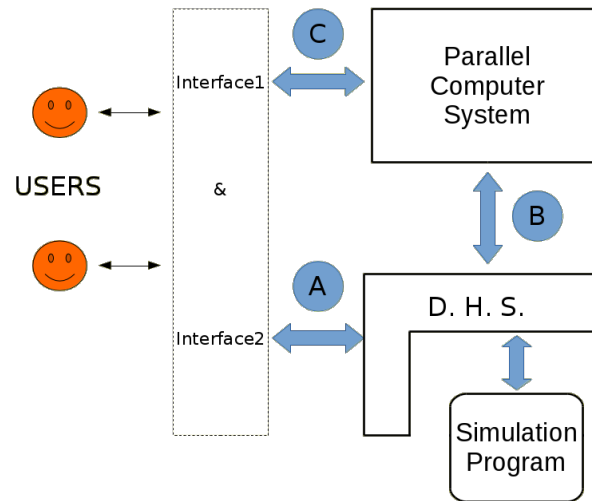 C
Interface1
Parallel
Computer
System
USERS
&
B
A
D. H. S.
Interface2
Simulation
Program